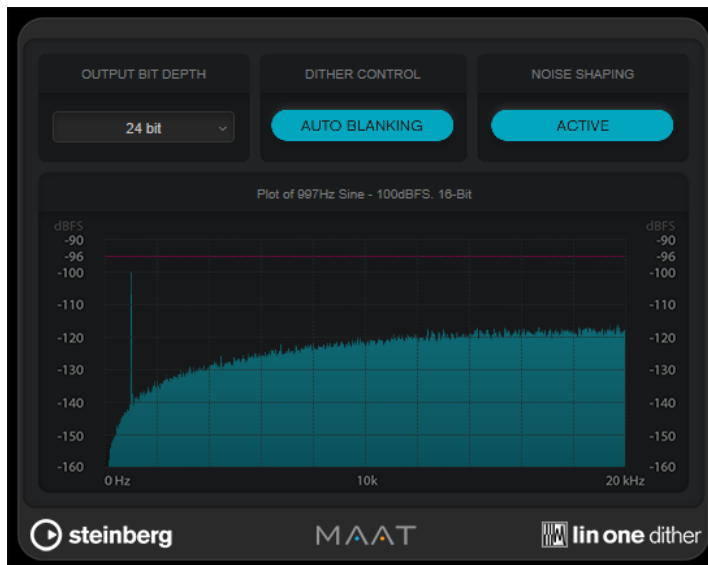 OUTPUT BIT DEPTH DITHER CONTROL NOISE SHAPING
24 bit AUTO BLANKING ACTIVE
Plot of 997Hz Sine - 100dBFS. 16-Bit
dBFS dBFS
-90 -90
-96 -96
-100 -100
-110 -110
-120 -120
-130 -130
-140 -140
-150 -150
-160 -160
0 Hz 10k 20 kHz
steinberg MAAT lin one dither